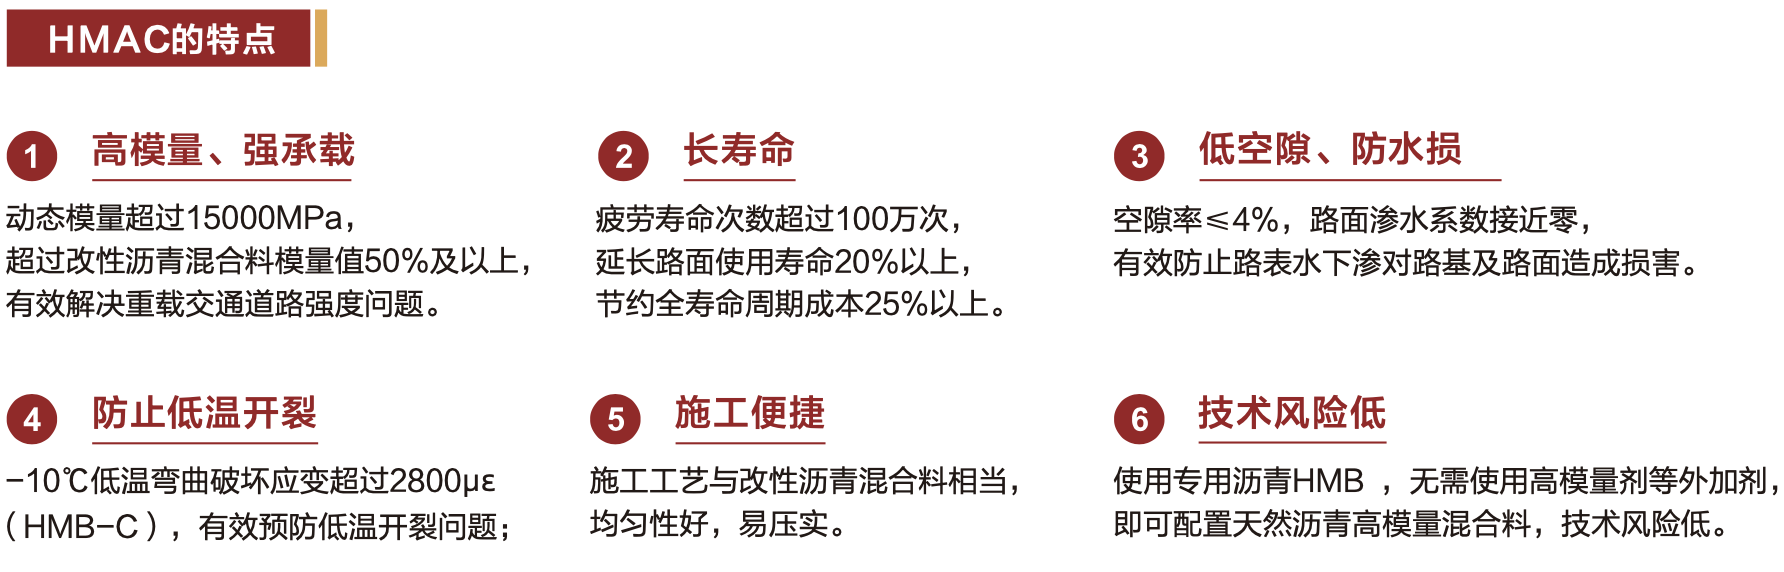 HMAC的特点
1 高模量、强承载
动态模量超过15000MPa，
超过改性沥青混合料模量值50%及以上，
有效解决重载交通道路强度问题。
2 长寿命
疲劳寿命次数超过100万次，
延长路面使用寿命20%以上，
节约全寿命周期成本25%以上。
3 低空隙、防水损
空隙率≤4%，路面渗水系数接近零，
有效防止路表水下渗对路基及路面造成损害。
4 防止低温开裂
-10℃低温弯曲破坏应变超过2800με
（HMB-C），有效预防低温开裂问题；
5 施工便捷
施工工艺与改性沥青混合料相当，
均匀性好，易压实。
6 技术风险低
使用专用沥青HMB ，无需使用高模量剂等外加剂，
即可配置天然沥青高模量混合料，技术风险低。